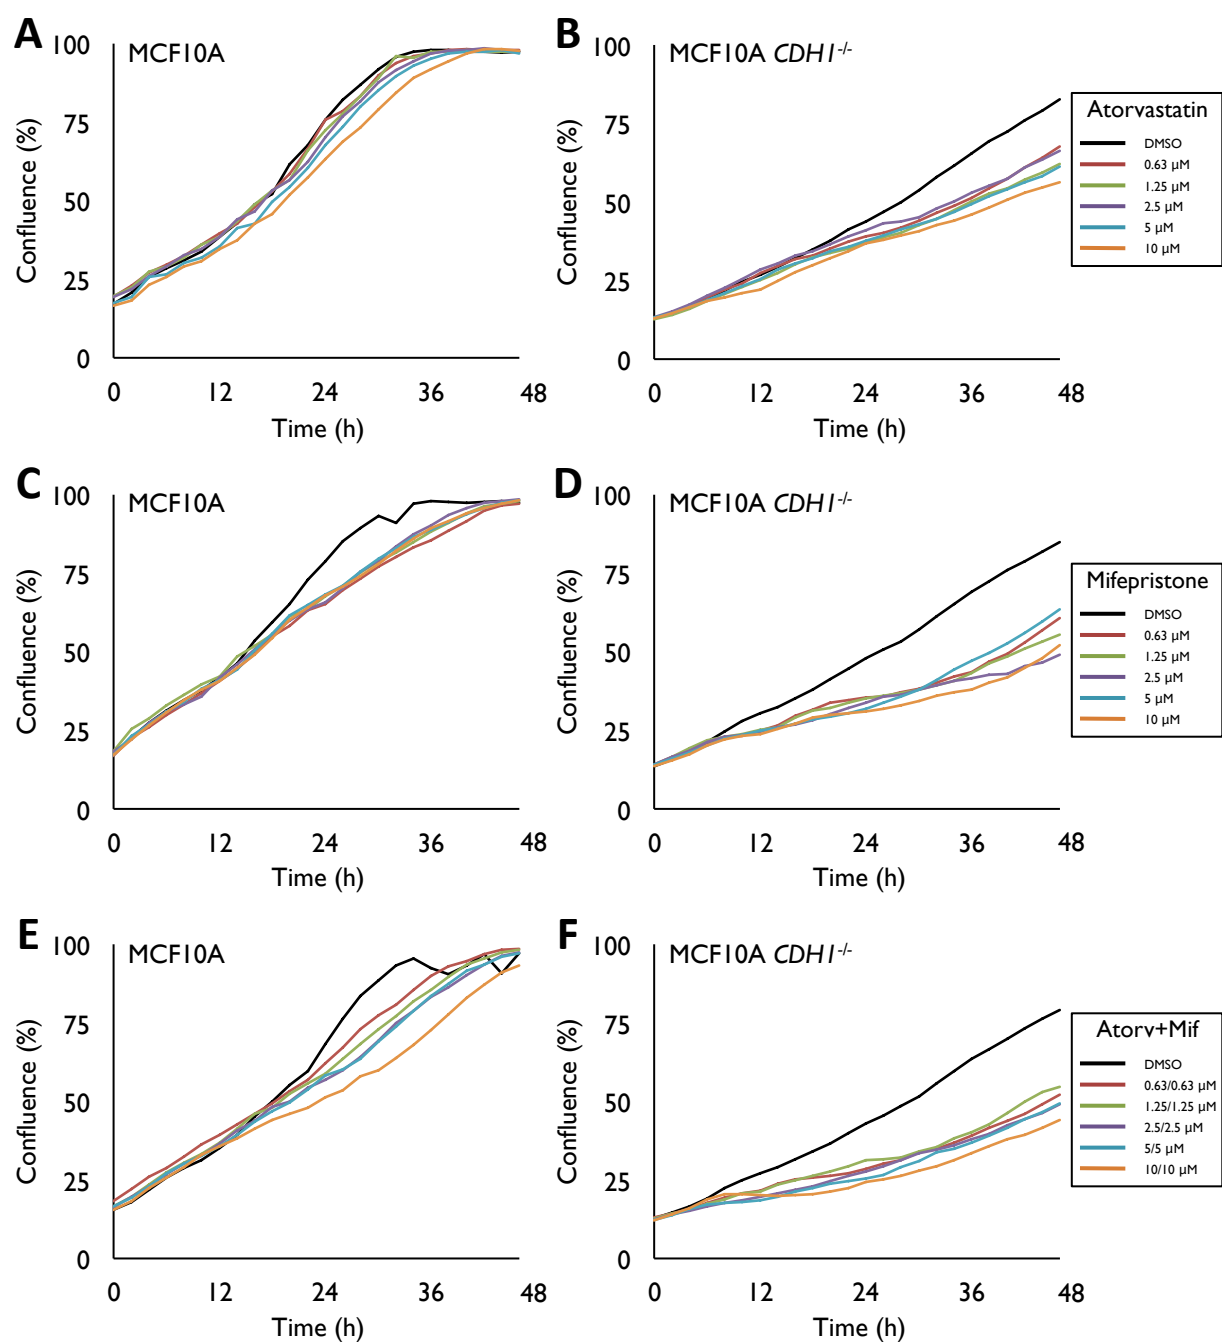 A
MCF10A
100
75
50
25
0
Confluence (%)
0 12 24 36 48
Time (h)
B
MCF10A CDH1-/-
100
75
50
25
0
Confluence (%)
0 12 24 36 48
Time (h)
Atorvastatin
DMSO
0.63 µM
1.25 µM
2.5 µM
5 µM
10 µM
C
MCF10A
100
75
50
25
0
Confluence (%)
0 12 24 36 48
Time (h)
D
MCF10A CDH1-/-
100
75
50
25
0
Confluence (%)
0 12 24 36 48
Time (h)
Mifepristone
DMSO
0.63 µM
1.25 µM
2.5 µM
5 µM
10 µM
E
MCF10A
100
75
50
25
0
Confluence (%)
0 12 24 36 48
Time (h)
F
MCF10A CDH1-/-
100
75
50
25
0
Confluence (%)
0 12 24 36 48
Time (h)
Atorv+Mif
DMSO
0.63/0.63 µM
1.25/1.25 µM
2.5/2.5 µM
5/5 µM
10/10 µM